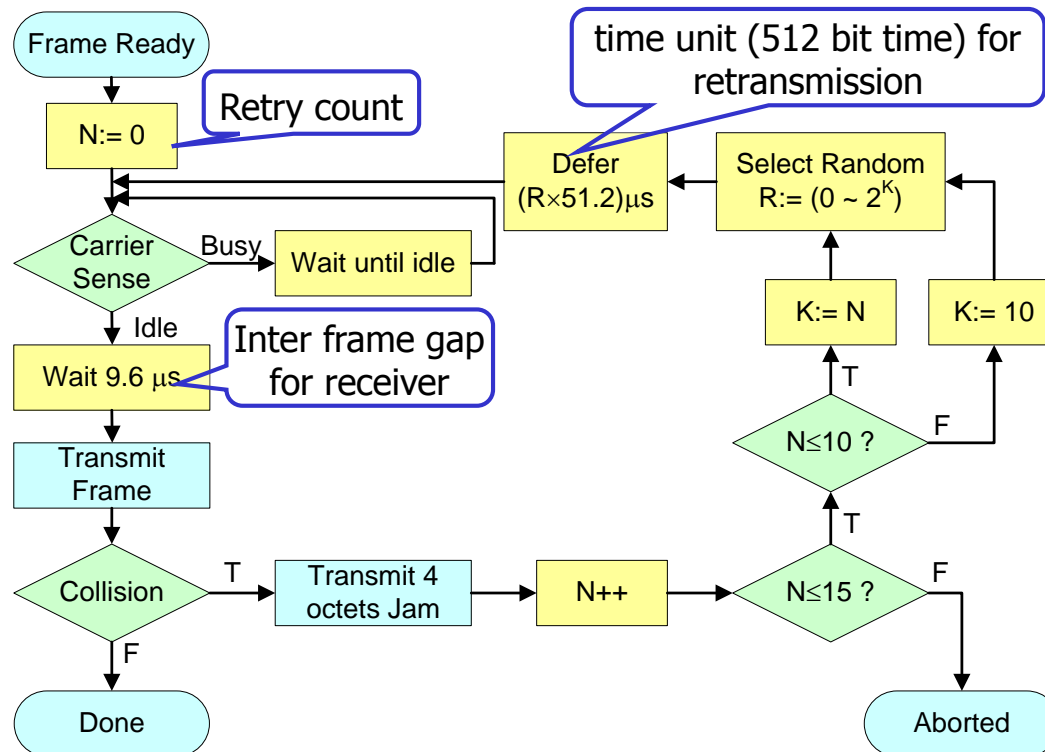 Frame Ready
time unit (512 bit time) for
retransmission
Retry count
N:= 0
Defer
(R×51.2)μs
Select Random
R:= (0 ~ 2^K)
Carrier
Sense
Busy
Wait until idle
K:= N
K:= 10
Idle
Inter frame gap
for receiver
Wait 9.6 μs
T
F
N≤10 ?
Transmit
Frame
T
Collision
T
Transmit 4
octets Jam
N++
N≤15 ?
F
F
Done
Aborted